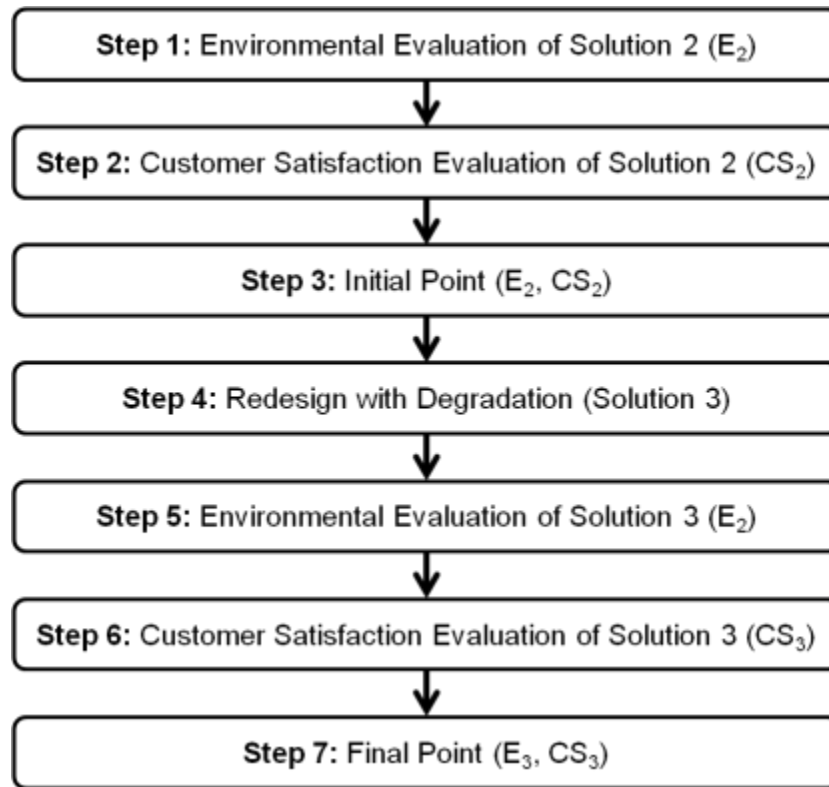 Step 1: Environmental Evaluation of Solution 2 (E₂)
Step 2: Customer Satisfaction Evaluation of Solution 2 (CS₂)
Step 3: Initial Point (E₂, CS₂)
Step 4: Redesign with Degradation (Solution 3)
Step 5: Environmental Evaluation of Solution 3 (E₂)
Step 6: Customer Satisfaction Evaluation of Solution 3 (CS₃)
Step 7: Final Point (E₃, CS₃)